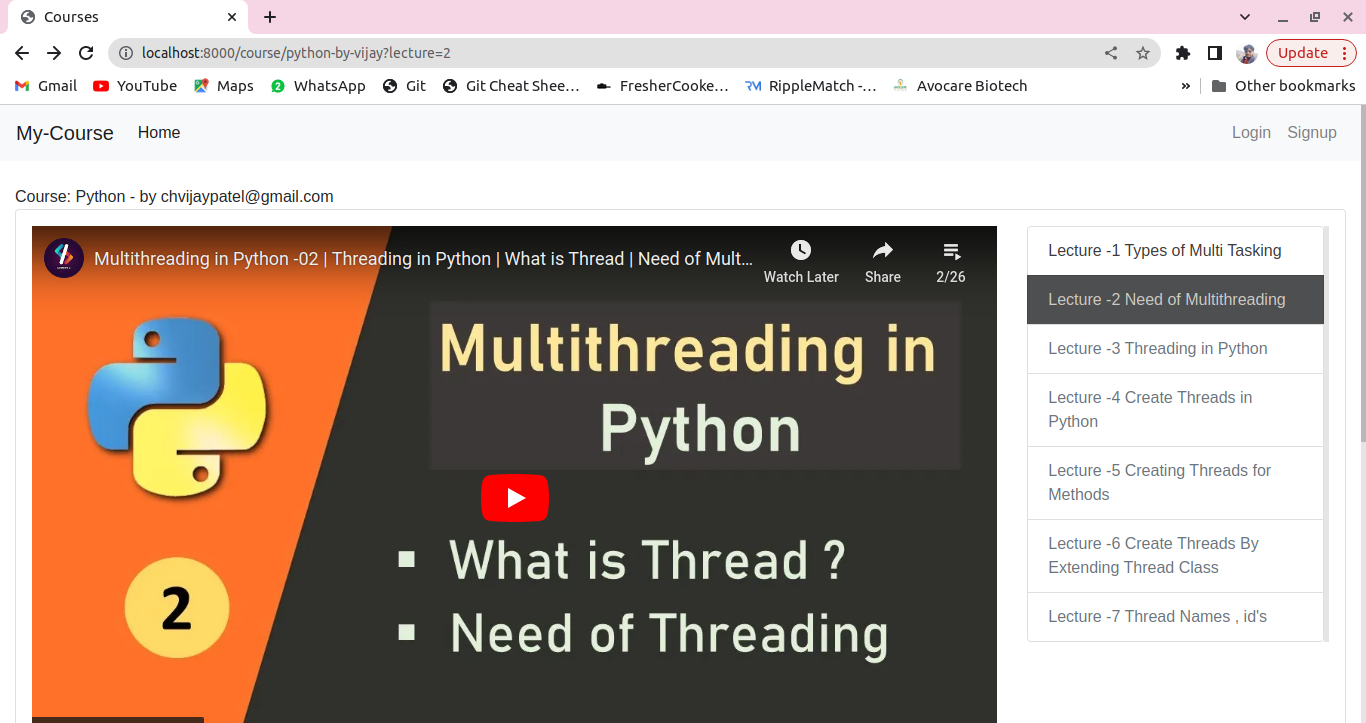 Courses
localhost:8000/course/python-by-vijay?lecture=2
Update
Gmail YouTube Maps WhatsApp Git Git Cheat Shee... FresherCooke... RippleMatch -... Avocare Biotech » Other bookmarks
My-Course Home Login Signup
Course: Python - by chvijaypatel@gmail.com
Multithreading in Python -02 | Threading in Python | What is Thread | Need of Mult...
Watch Later Share 2/26
Multithreading in
Python
2
What is Thread ?
Need of Threading
Lecture -1 Types of Multi Tasking
Lecture -2 Need of Multithreading
Lecture -3 Threading in Python
Lecture -4 Create Threads in
Python
Lecture -5 Creating Threads for
Methods
Lecture -6 Create Threads By
Extending Thread Class
Lecture -7 Thread Names , id's